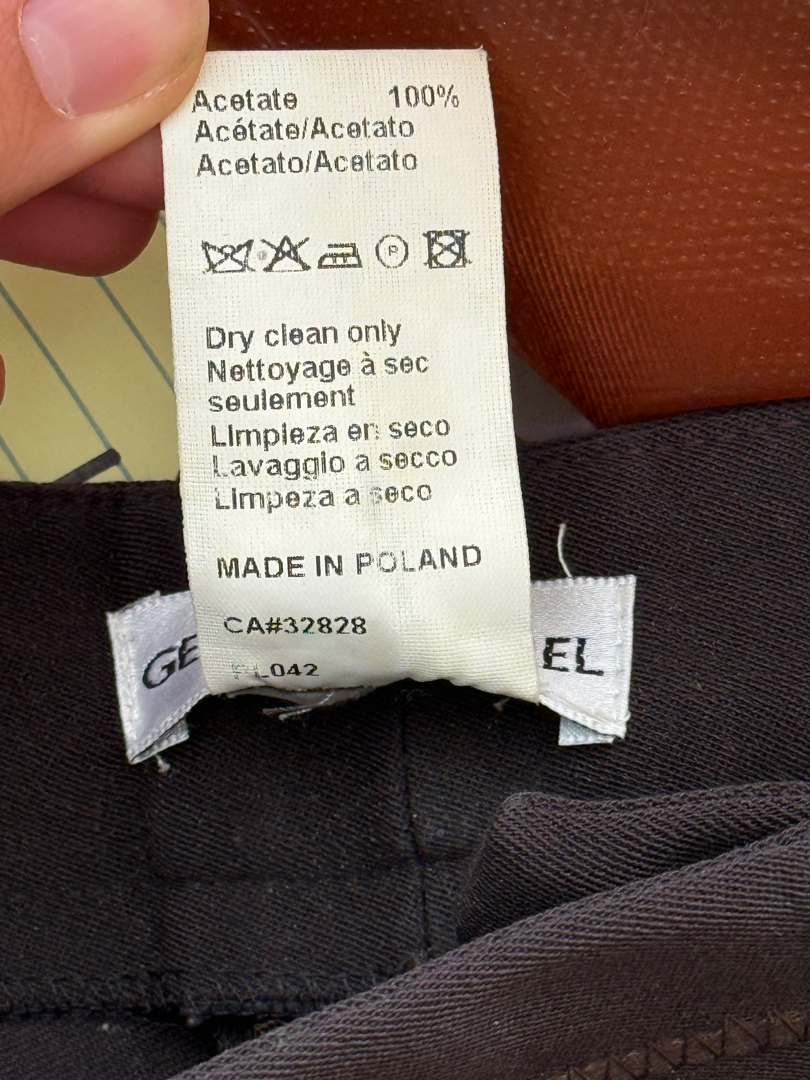 Acetate 100%
Acétate/Acetato
Acetato/Acetato
P
Dry clean only
Nettoyage à sec
seulement
Limpieza en seco
Lavaggio a secco
Limpeza a seco
MADE IN POLAND
CA#32828
GE EL